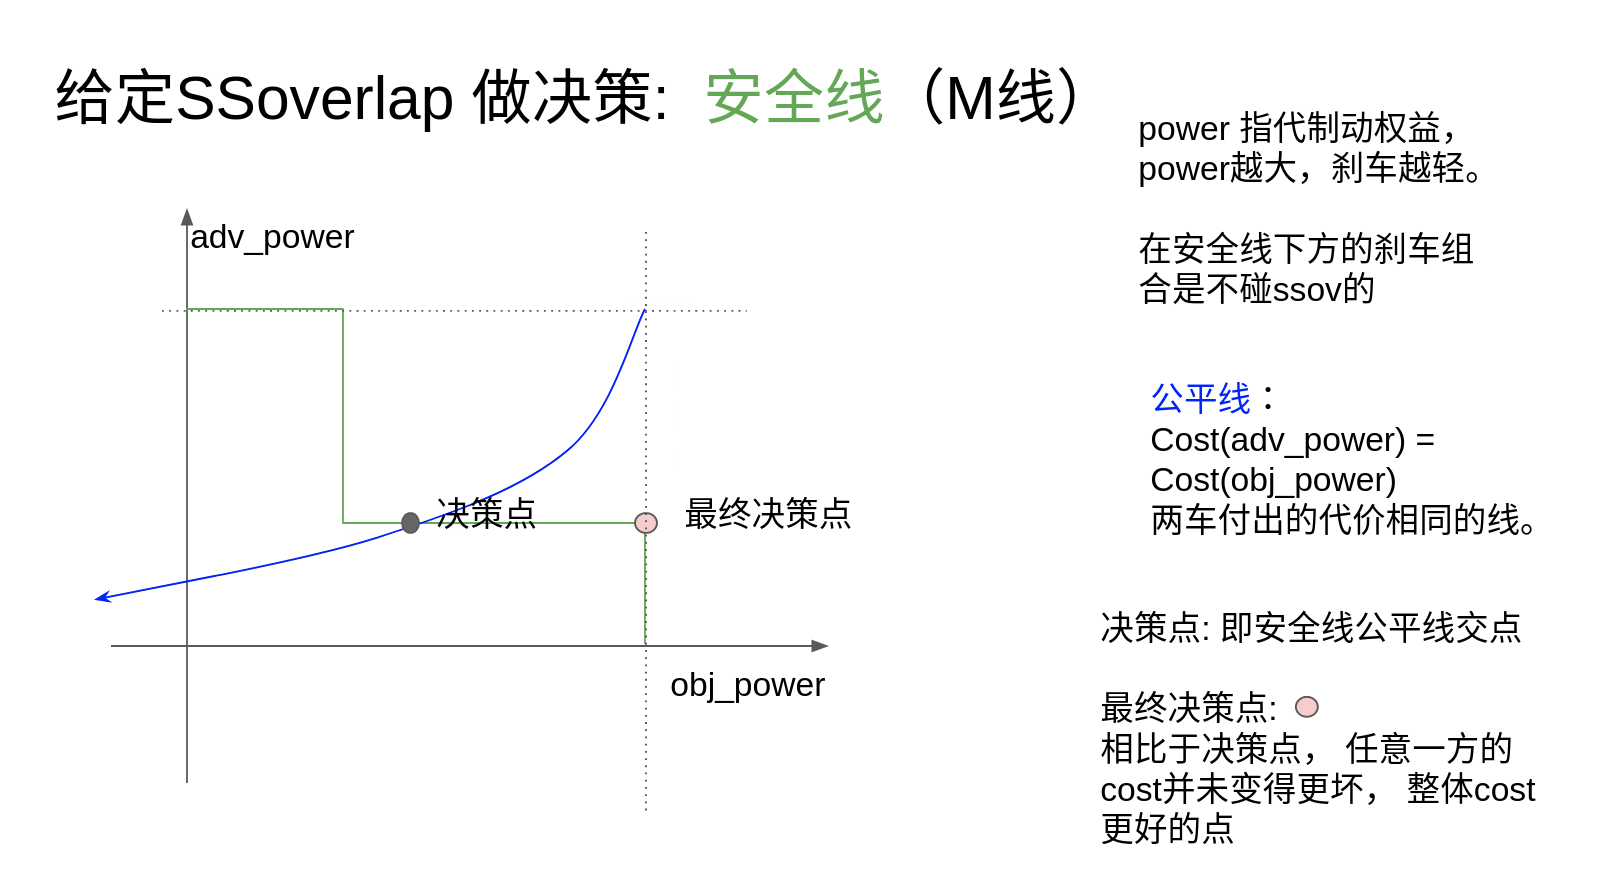 给定SSoverlap 做决策: 安全线（M线）
power 指代制动权益，
power越大，刹车越轻。
在安全线下方的刹车组
合是不碰ssov的
adv_power
公平线：
Cost(adv_power) =
Cost(obj_power)
两车付出的代价相同的线。
决策点
最终决策点
obj_power
决策点: 即安全线公平线交点
最终决策点:
相比于决策点， 任意一方的
cost并未变得更坏， 整体cost
更好的点